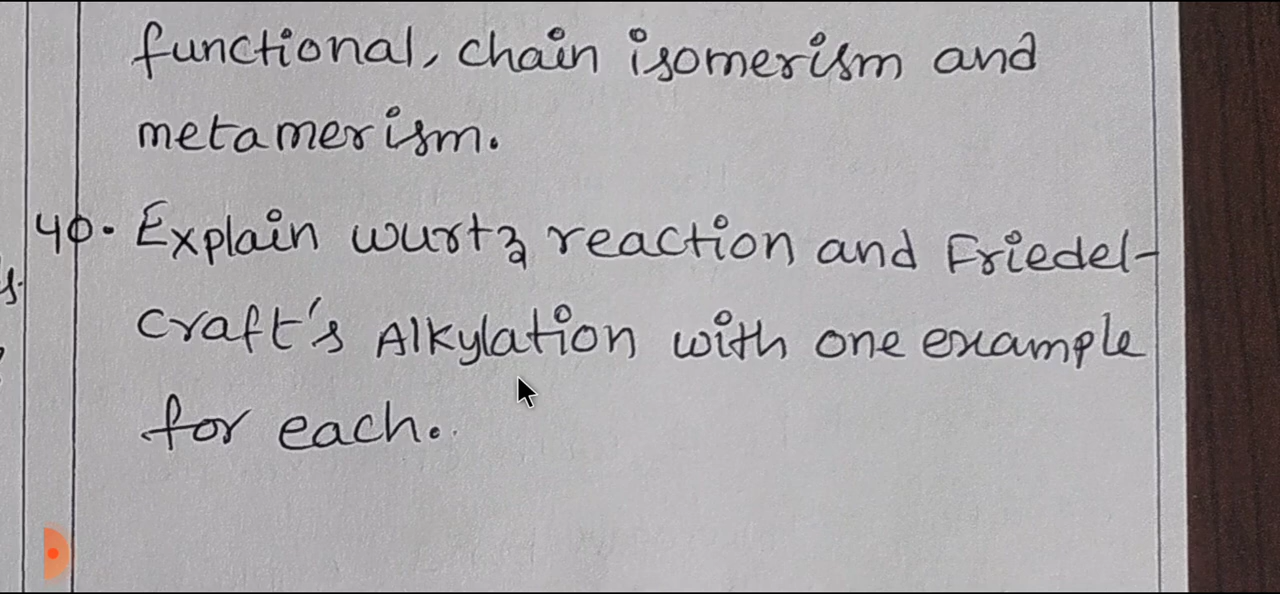 functional, chain isomerism and
metamerism.
40. Explain wurtz reaction and Friedel-
s.
craft's Alkylation with one example
for each.